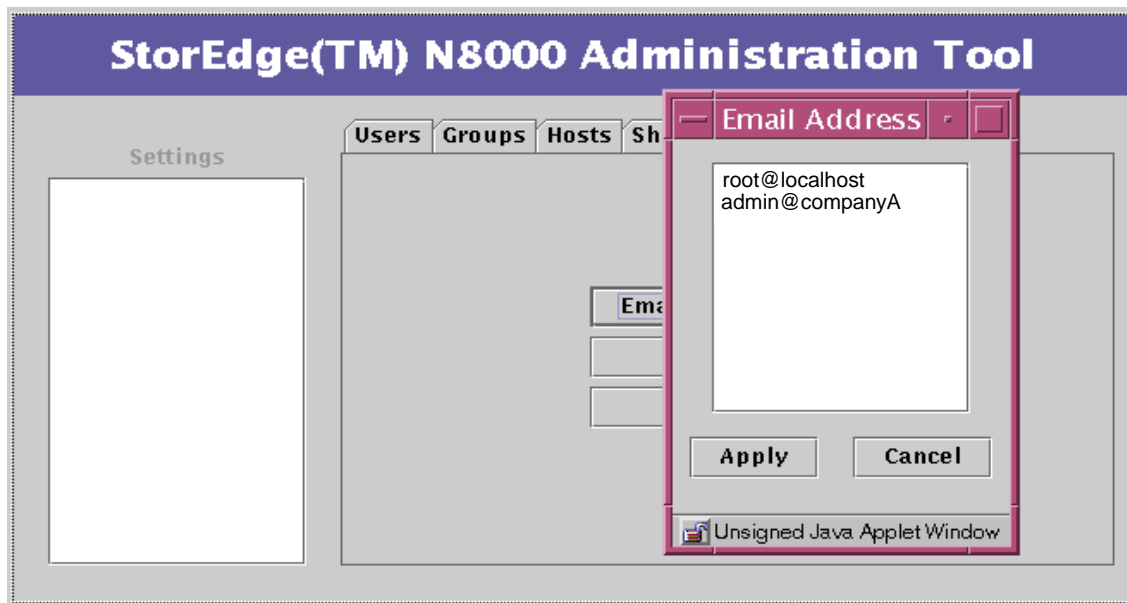 StorEdge(TM) N8000 Administration Tool
Settings
Users Groups Hosts Sh
Email Address
root@localhost
admin@companyA
Ema
Apply Cancel
Unsigned Java Applet Window